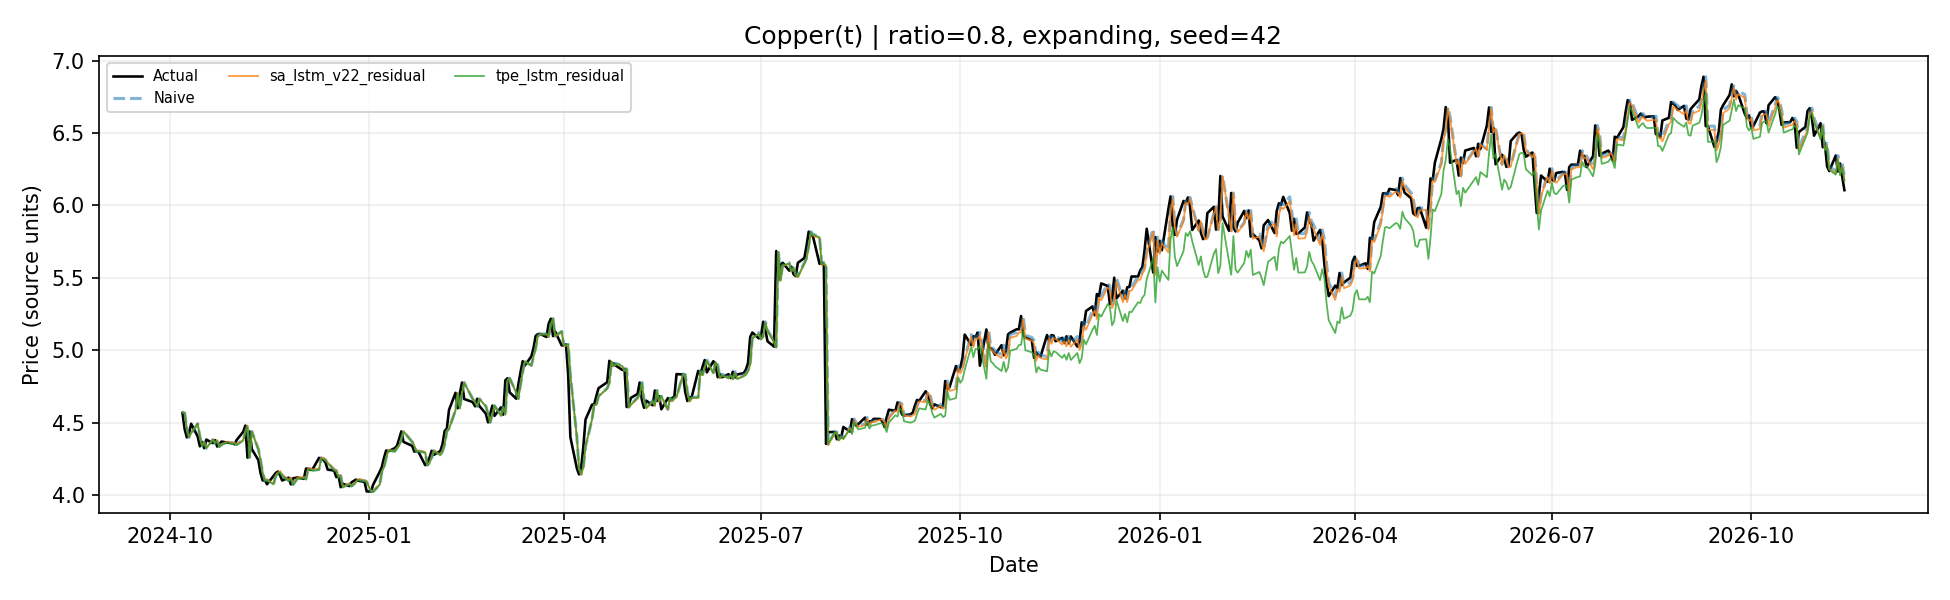 Copper(t) | ratio=0.8, expanding, seed=42
Actual
Naive
sa_lstm_v22_residual
tpe_lstm_residual
Price (source units)
7.0
6.5
6.0
5.5
5.0
4.5
4.0
2024-10
2025-01
2025-04
2025-07
2025-10
2026-01
2026-04
2026-07
2026-10
Date